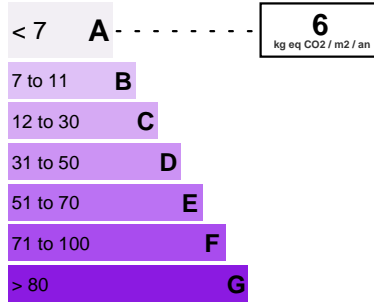 < 7 A
6
kg eq CO2 / m2 / an
7 to 11 B
12 to 30 C
31 to 50 D
51 to 70 E
71 to 100 F
> 80 G